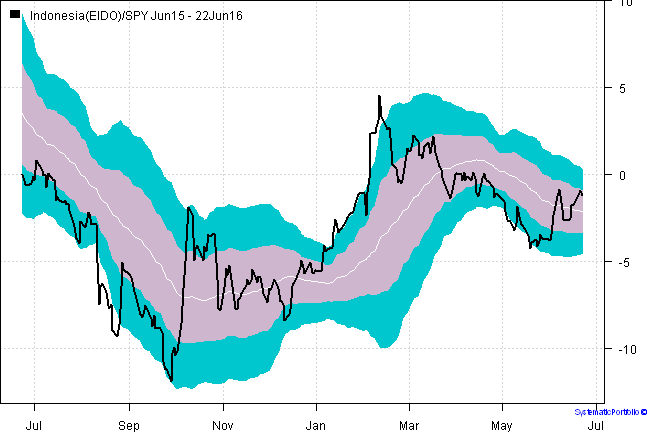 Indonesia(EIDO)/SPY Jun15 - 22Jun16
10
5
0
-5
-10
Jul Sep Nov Jan Mar May Jul
SystematicPortfolio ©